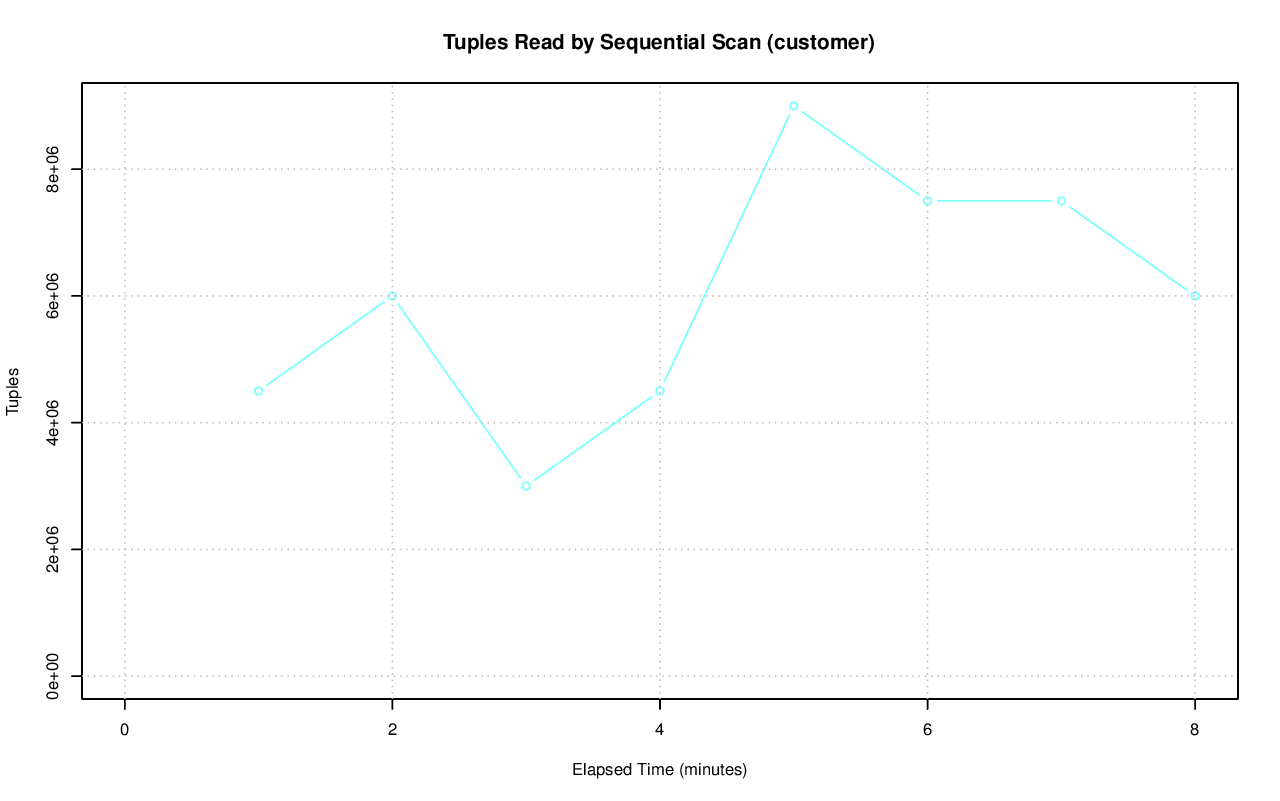 Tuples Read by Sequential Scan (customer)
Tuples
8e+06
6e+06
4e+06
2e+06
0e+00
0 2 4 6 8
Elapsed Time (minutes)